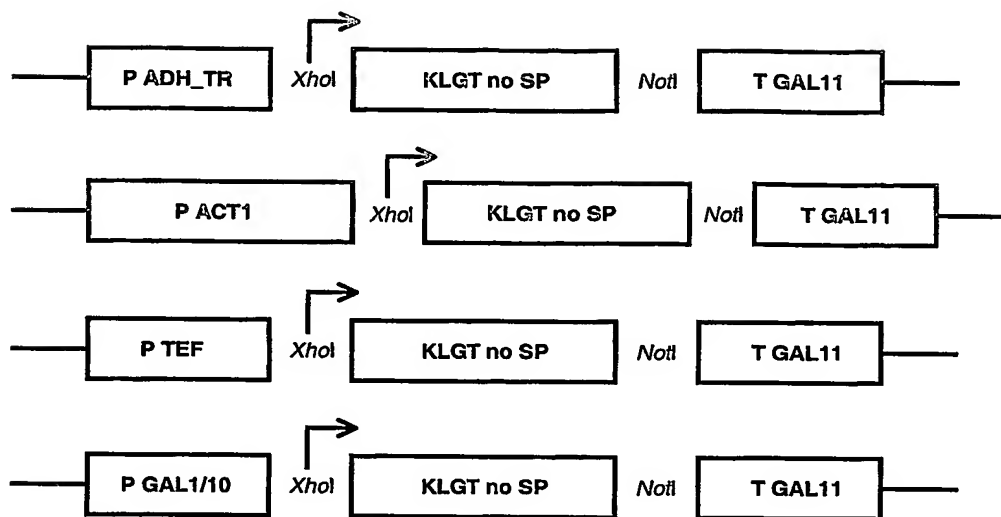 P ADH_TR XhoI KLGT no SP NotI T GAL11
P ACT1 XhoI KLGT no SP NotI T GAL11
P TEF XhoI KLGT no SP NotI T GAL11
P GAL1/10 XhoI KLGT no SP NotI T GAL11